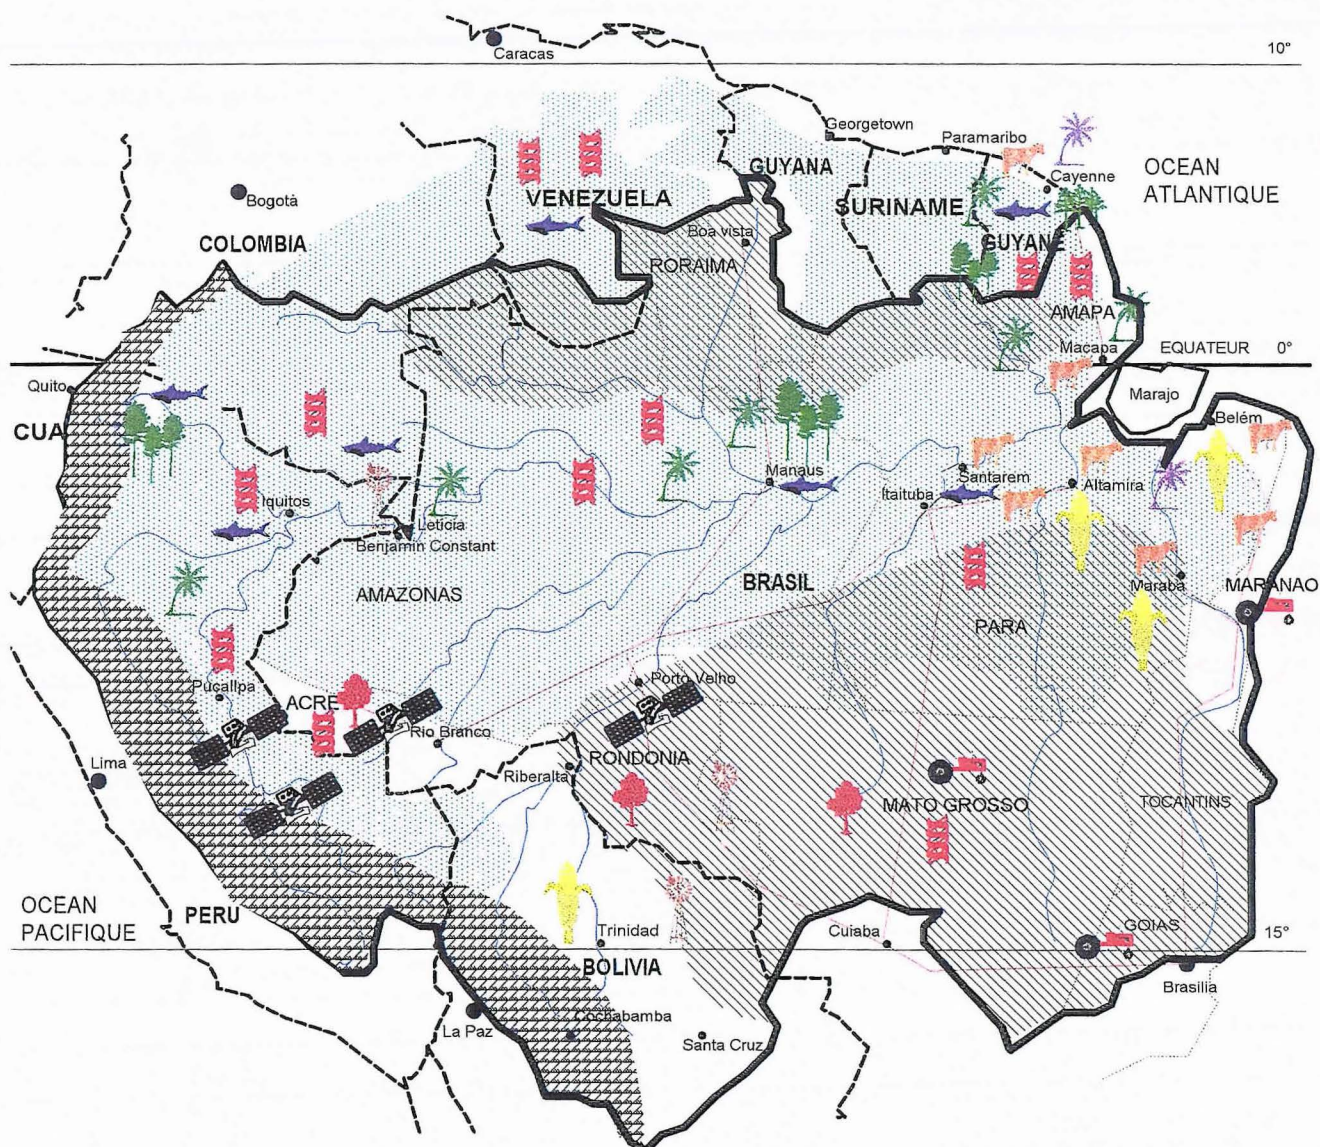 Caracas
10°
Georgetown
Paramaribo
GUYANA
OCEAN
ATLANTIQUE
Cayenne
Bogotà
VENEZUELA
SURINAME
Boa vista
COLOMBIA
GUYANE
RORAIMA
AMAPA
Macapa
EQUATEUR 0°
Quito
Marajo
CUA
Belém
Manaus
Santarem
Altamira
Iquitos
Itaituba
Leticia
Benjamin Constant
BRASIL
Maraba
MARANAO
AMAZONAS
PARA
Pucallpa
Porto Velho
ACRE
Rio Branco
RONDONIA
Lima
Riberalta
MATO GROSSO
TOCANTINS
OCEAN
PACIFIQUE
PERU
GOIAS
Trinidad
Cuiaba
15°
BOLIVIA
Brasilia
La Paz
Cochabamba
Santa Cruz